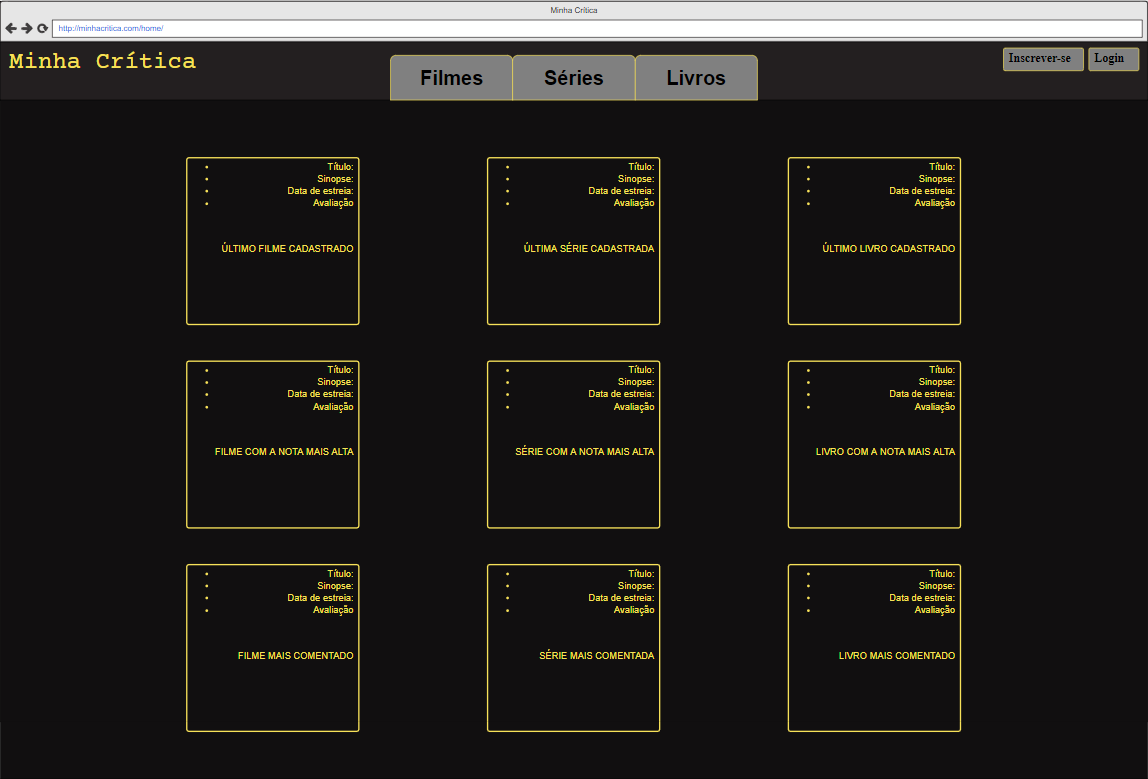 Minha Crítica
http://minhacritica.com/home/
Minha Crítica
Filmes
Séries
Livros
Inscrever-se
Login
• Título:
• Sinopse:
• Data de estreia:
• Avaliação
ÚLTIMO FILME CADASTRADO
• Título:
• Sinopse:
• Data de estreia:
• Avaliação
ÚLTIMA SÉRIE CADASTRADA
• Título:
• Sinopse:
• Data de estreia:
• Avaliação
ÚLTIMO LIVRO CADASTRADO
• Título:
• Sinopse:
• Data de estreia:
• Avaliação
FILME COM A NOTA MAIS ALTA
• Título:
• Sinopse:
• Data de estreia:
• Avaliação
SÉRIE COM A NOTA MAIS ALTA
• Título:
• Sinopse:
• Data de estreia:
• Avaliação
LIVRO COM A NOTA MAIS ALTA
• Título:
• Sinopse:
• Data de estreia:
• Avaliação
FILME MAIS COMENTADO
• Título:
• Sinopse:
• Data de estreia:
• Avaliação
SÉRIE MAIS COMENTADA
• Título:
• Sinopse:
• Data de estreia:
• Avaliação
LIVRO MAIS COMENTADO